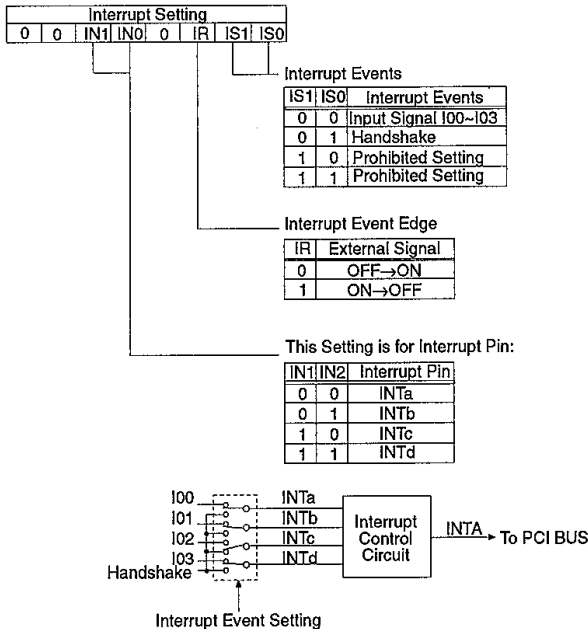 Interrupt Setting
0 0 IN1 IN0 0 IR IS1 IS0
Interrupt Events
IS1 IS0 Interrupt Events
0 0 Input Signal I00~I03
0 1 Handshake
1 0 Prohibited Setting
1 1 Prohibited Setting
Interrupt Event Edge
IR External Signal
0 OFF→ON
1 ON→OFF
This Setting is for Interrupt Pin:
IN1 IN2 Interrupt Pin
0 0 INTa
0 1 INTb
1 0 INTc
1 1 INTd
I00 INTa
I01 INTb
I02 INTc
I03 INTd
Handshake
Interrupt
Control
Circuit
INTA To PCI BUS
Interrupt Event Setting